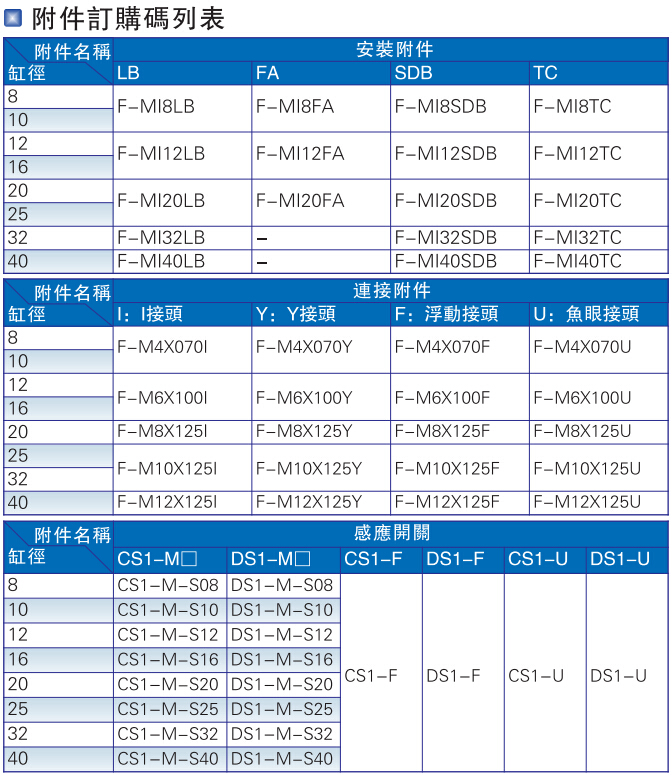 附件訂購碼列表
附件名稱 安裝附件
缸徑 LB FA SDB TC
8 F-MI8LB F-MI8FA F-MI8SDB F-MI8TC
10
12 F-MI12LB F-MI12FA F-MI12SDB F-MI12TC
16
20 F-MI20LB F-MI20FA F-MI20SDB F-MI20TC
25
32 F-MI32LB - F-MI32SDB F-MI32TC
40 F-MI40LB - F-MI40SDB F-MI40TC
附件名稱 連接附件
缸徑 I: I接頭 Y: Y接頭 F: 浮動接頭 U: 魚眼接頭
8 F-M4X070I F-M4X070Y F-M4X070F F-M4X070U
10
12 F-M6X100I F-M6X100Y F-M6X100F F-M6X100U
16
20 F-M8X125I F-M8X125Y F-M8X125F F-M8X125U
25 F-M10X125I F-M10X125Y F-M10X125F F-M10X125U
32
40 F-M12X125I F-M12X125Y F-M12X125F F-M12X125U
附件名稱 感應開關
缸徑 CS1-M□ DS1-M□ CS1-F DS1-F CS1-U DS1-U
8 CS1-M-S08 DS1-M-S08
10 CS1-M-S10 DS1-M-S10
12 CS1-M-S12 DS1-M-S12
16 CS1-M-S16 DS1-M-S16
CS1-F DS1-F CS1-U DS1-U
20 CS1-M-S20 DS1-M-S20
25 CS1-M-S25 DS1-M-S25
32 CS1-M-S32 DS1-M-S32
40 CS1-M-S40 DS1-M-S40